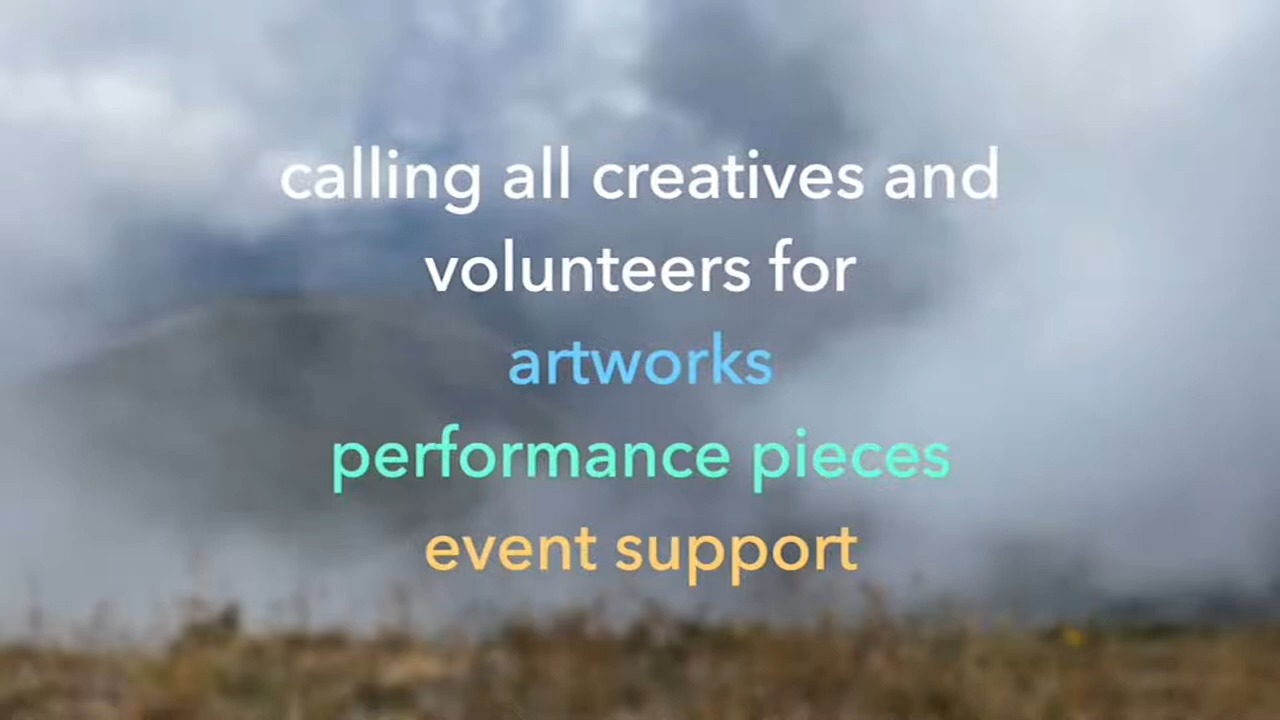 calling all creatives and
volunteers for
artworks
performance pieces
event support